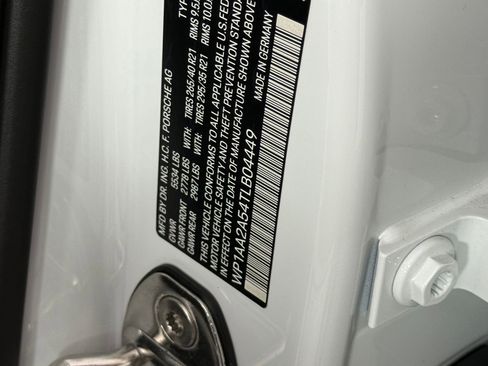 MFD BY DR. ING. H.C. F. PORSCHE AG
GVWR 5534 LBS
GAWR FRONT 2778 LBS WITH: TIRES 265/40 R21 RIMS 9.5
GAWR REAR 2987 LBS WITH: TIRES 295/35 R21 RIMS 10.0
THIS VEHICLE CONFORMS TO ALL APPLICABLE U.S. FED
MOTOR VEHICLE SAFETY AND THEFT PREVENTION STANDA
IN EFFECT ON THE DATE OF MANUFACTURE SHOWN ABOVE
WP1AA2A54TLB04449 MADE IN GERMANY
TYP